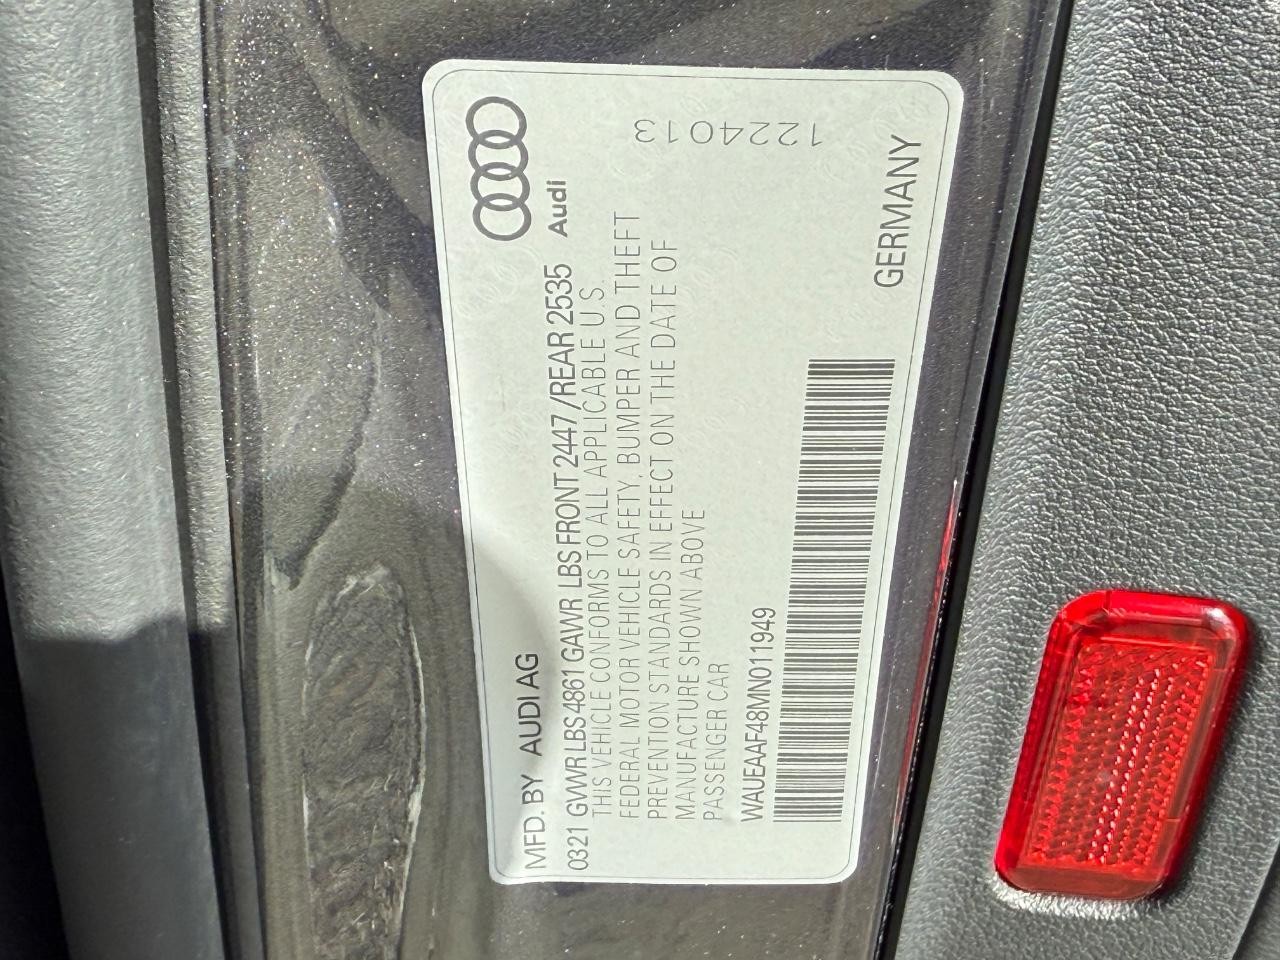 MFD. BY AUDI AG
0321 GWWR LBS 4861 GAWR LBS FRONT 2447 /REAR 2535
Audi
THIS VEHICLE CONFORMS TO ALL APPLICABLE U.S.
FEDERAL MOTOR VEHICLE SAFETY, BUMPER AND THEFT
PREVENTION STANDARDS IN EFFECT ON THE DATE OF
MANUFACTURE SHOWN ABOVE
PASSENGER CAR
WAUEAAF48MN011949
1224013
GERMANY